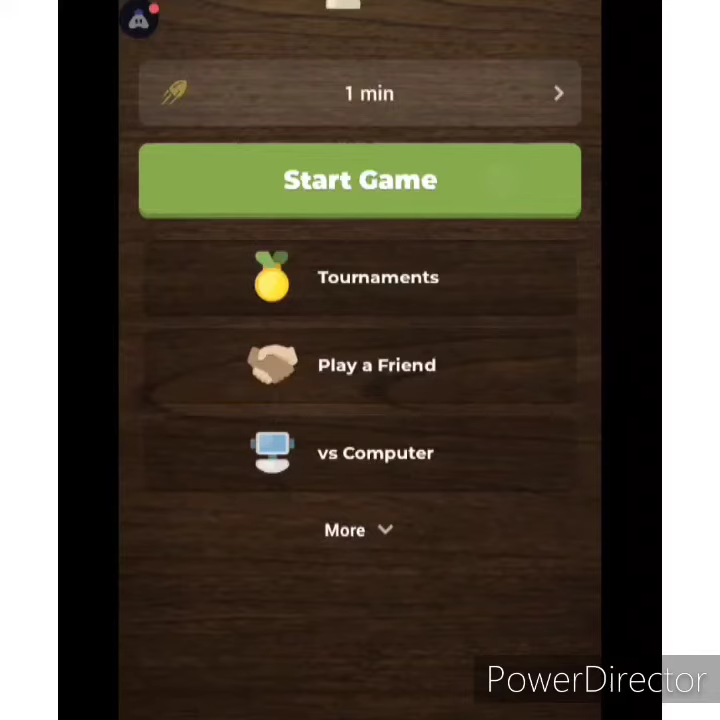 1 min
Start Game
Tournaments
Play a Friend
vs Computer
More
PowerDirector